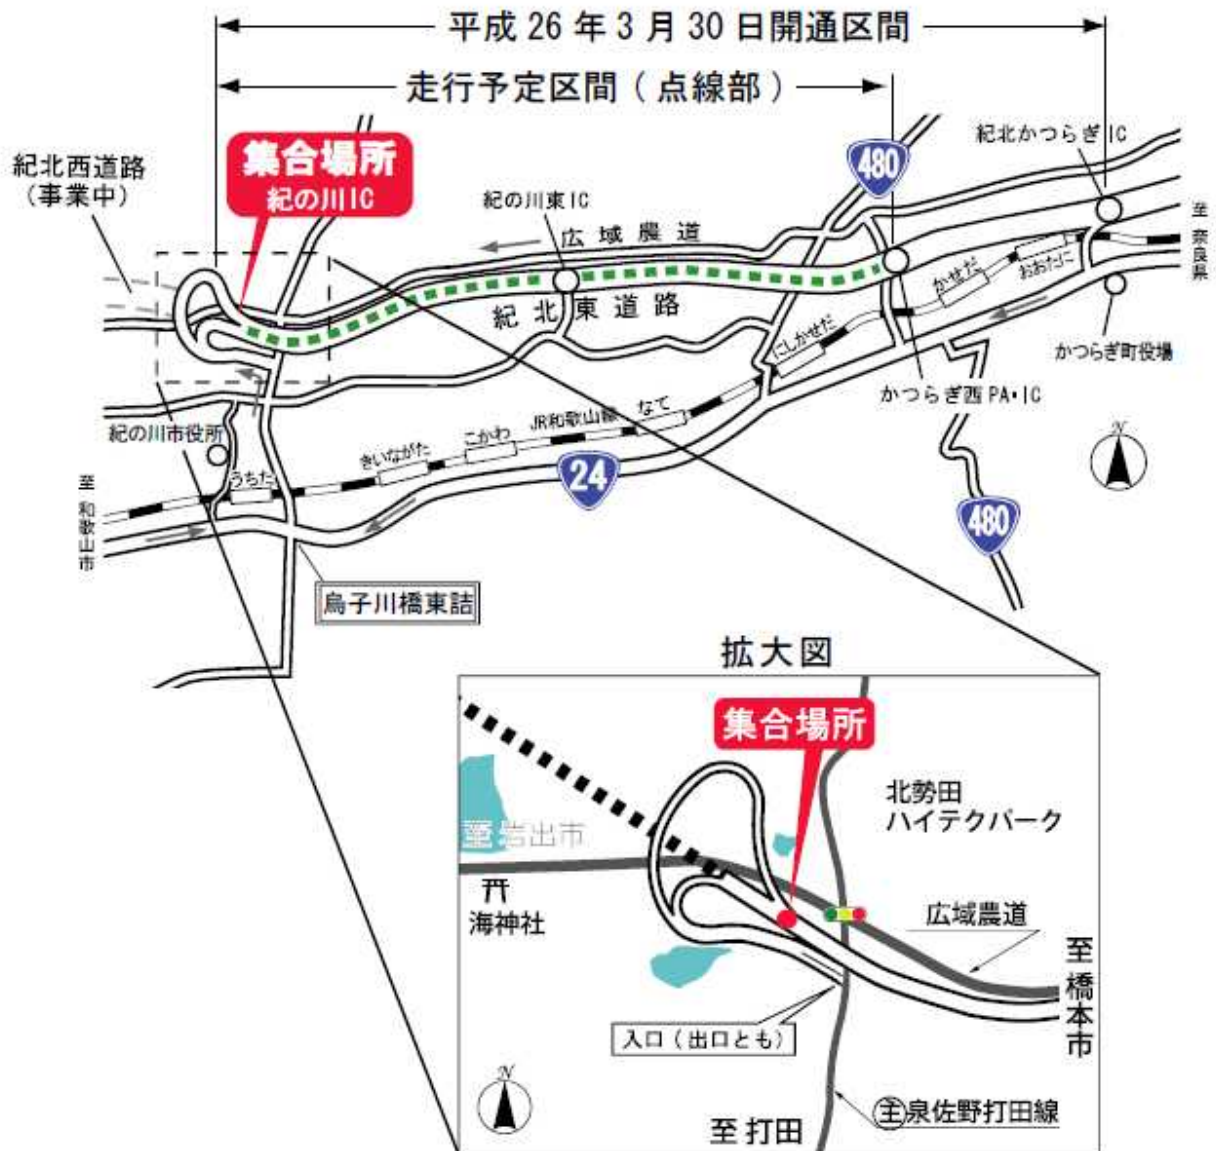 平成26年3月30日開通区間
走行予定区間(点線部)
紀北かつらぎIC
480
集合場所
紀の川IC
紀北西道路
(事業中)
紀の川東IC
広域農道
至奈良県
かせだ
おおたに
紀北東道路
にしかせだ
かつらぎ町役場
かつらぎ西PA・IC
なて
JR和歌山線
こかわ
きいながた
紀の川市役所
うちた
24
至和歌山市
480
烏子川橋東詰
拡大図
集合場所
北勢田
ハイテクパーク
至岩出市
海神社
広域農道
至橋本市
入口(出口とも)
N
N
主泉佐野打田線
至打田